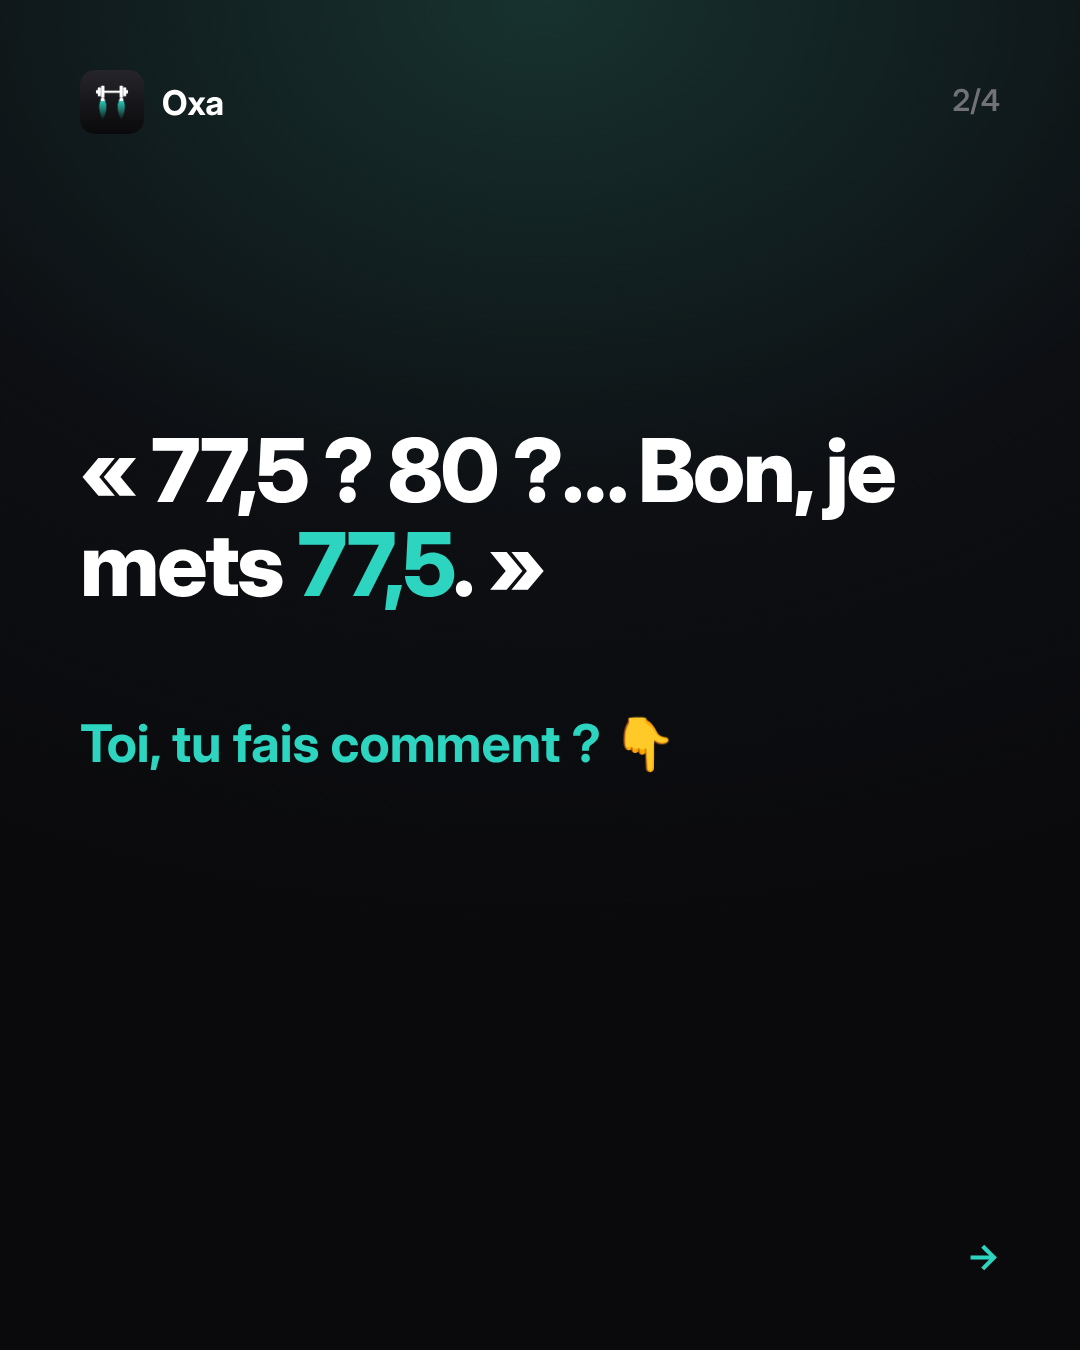 Oxa
2/4
« 77,5 ? 80 ?… Bon, je
mets 77,5. »
Toi, tu fais comment ? 👇
→